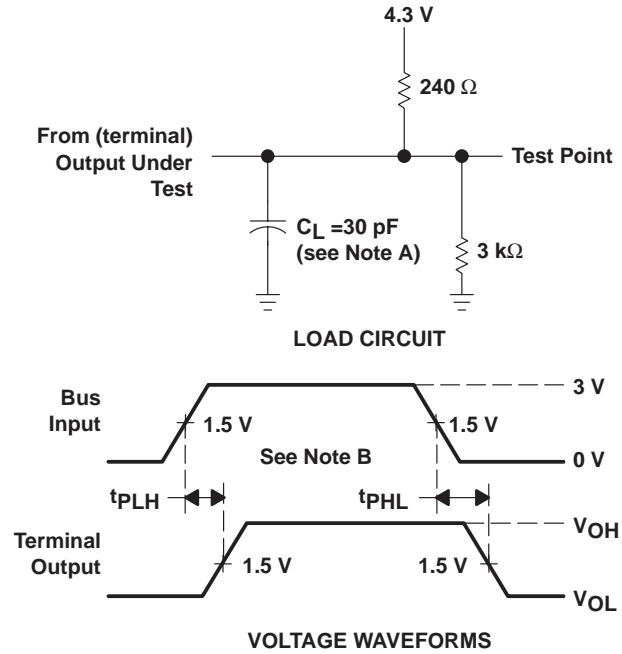 4.3 V
240 Ω
From (terminal)
Output Under
Test
Test Point
C_L =30 pF
(see Note A)
3 kΩ
LOAD CIRCUIT
Bus
Input
3 V
1.5 V
1.5 V
See Note B
0 V
t_PLH
t_PHL
Terminal
Output
V_OH
1.5 V
1.5 V
V_OL
VOLTAGE WAVEFORMS